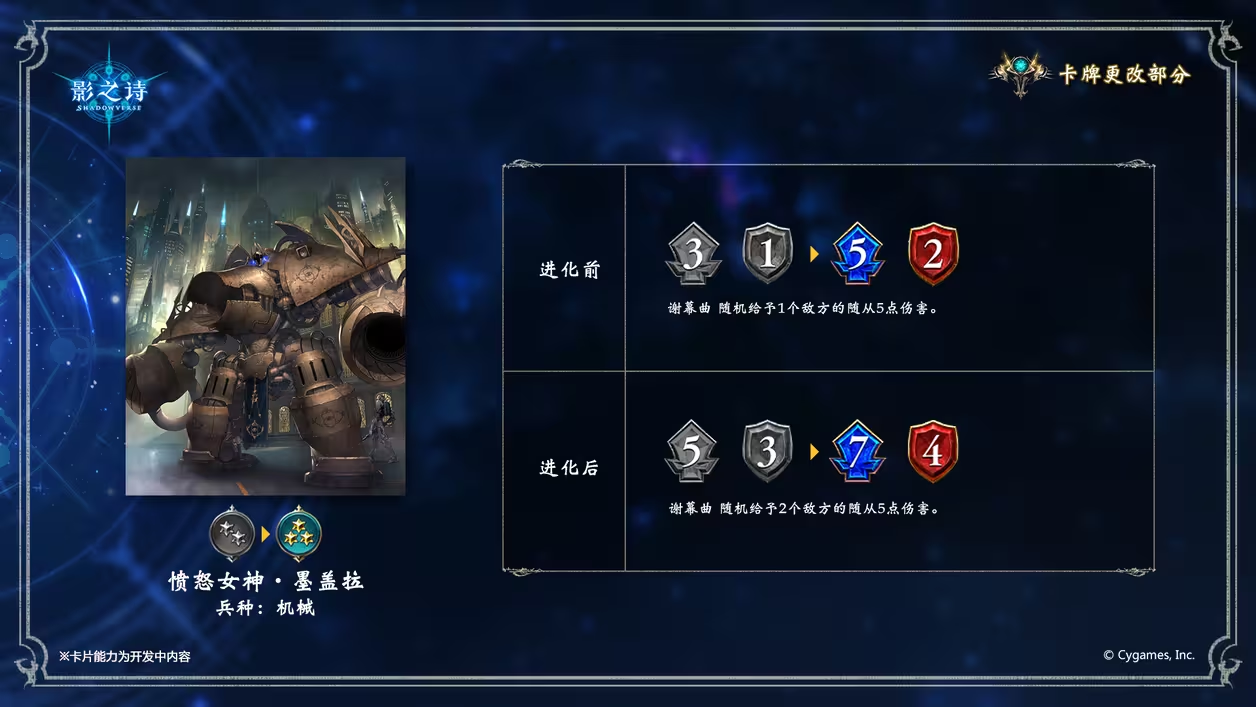 影之诗
SHADOWVERSE
卡牌更改部分
进化前
3 1 5 2
谢幕曲 随机给予1个敌方的随从5点伤害。
进化后
5 3 7 4
谢幕曲 随机给予2个敌方的随从5点伤害。
愤怒女神·墨盖拉
兵种：机械
※卡片能力为开发中内容
© Cygames, Inc.